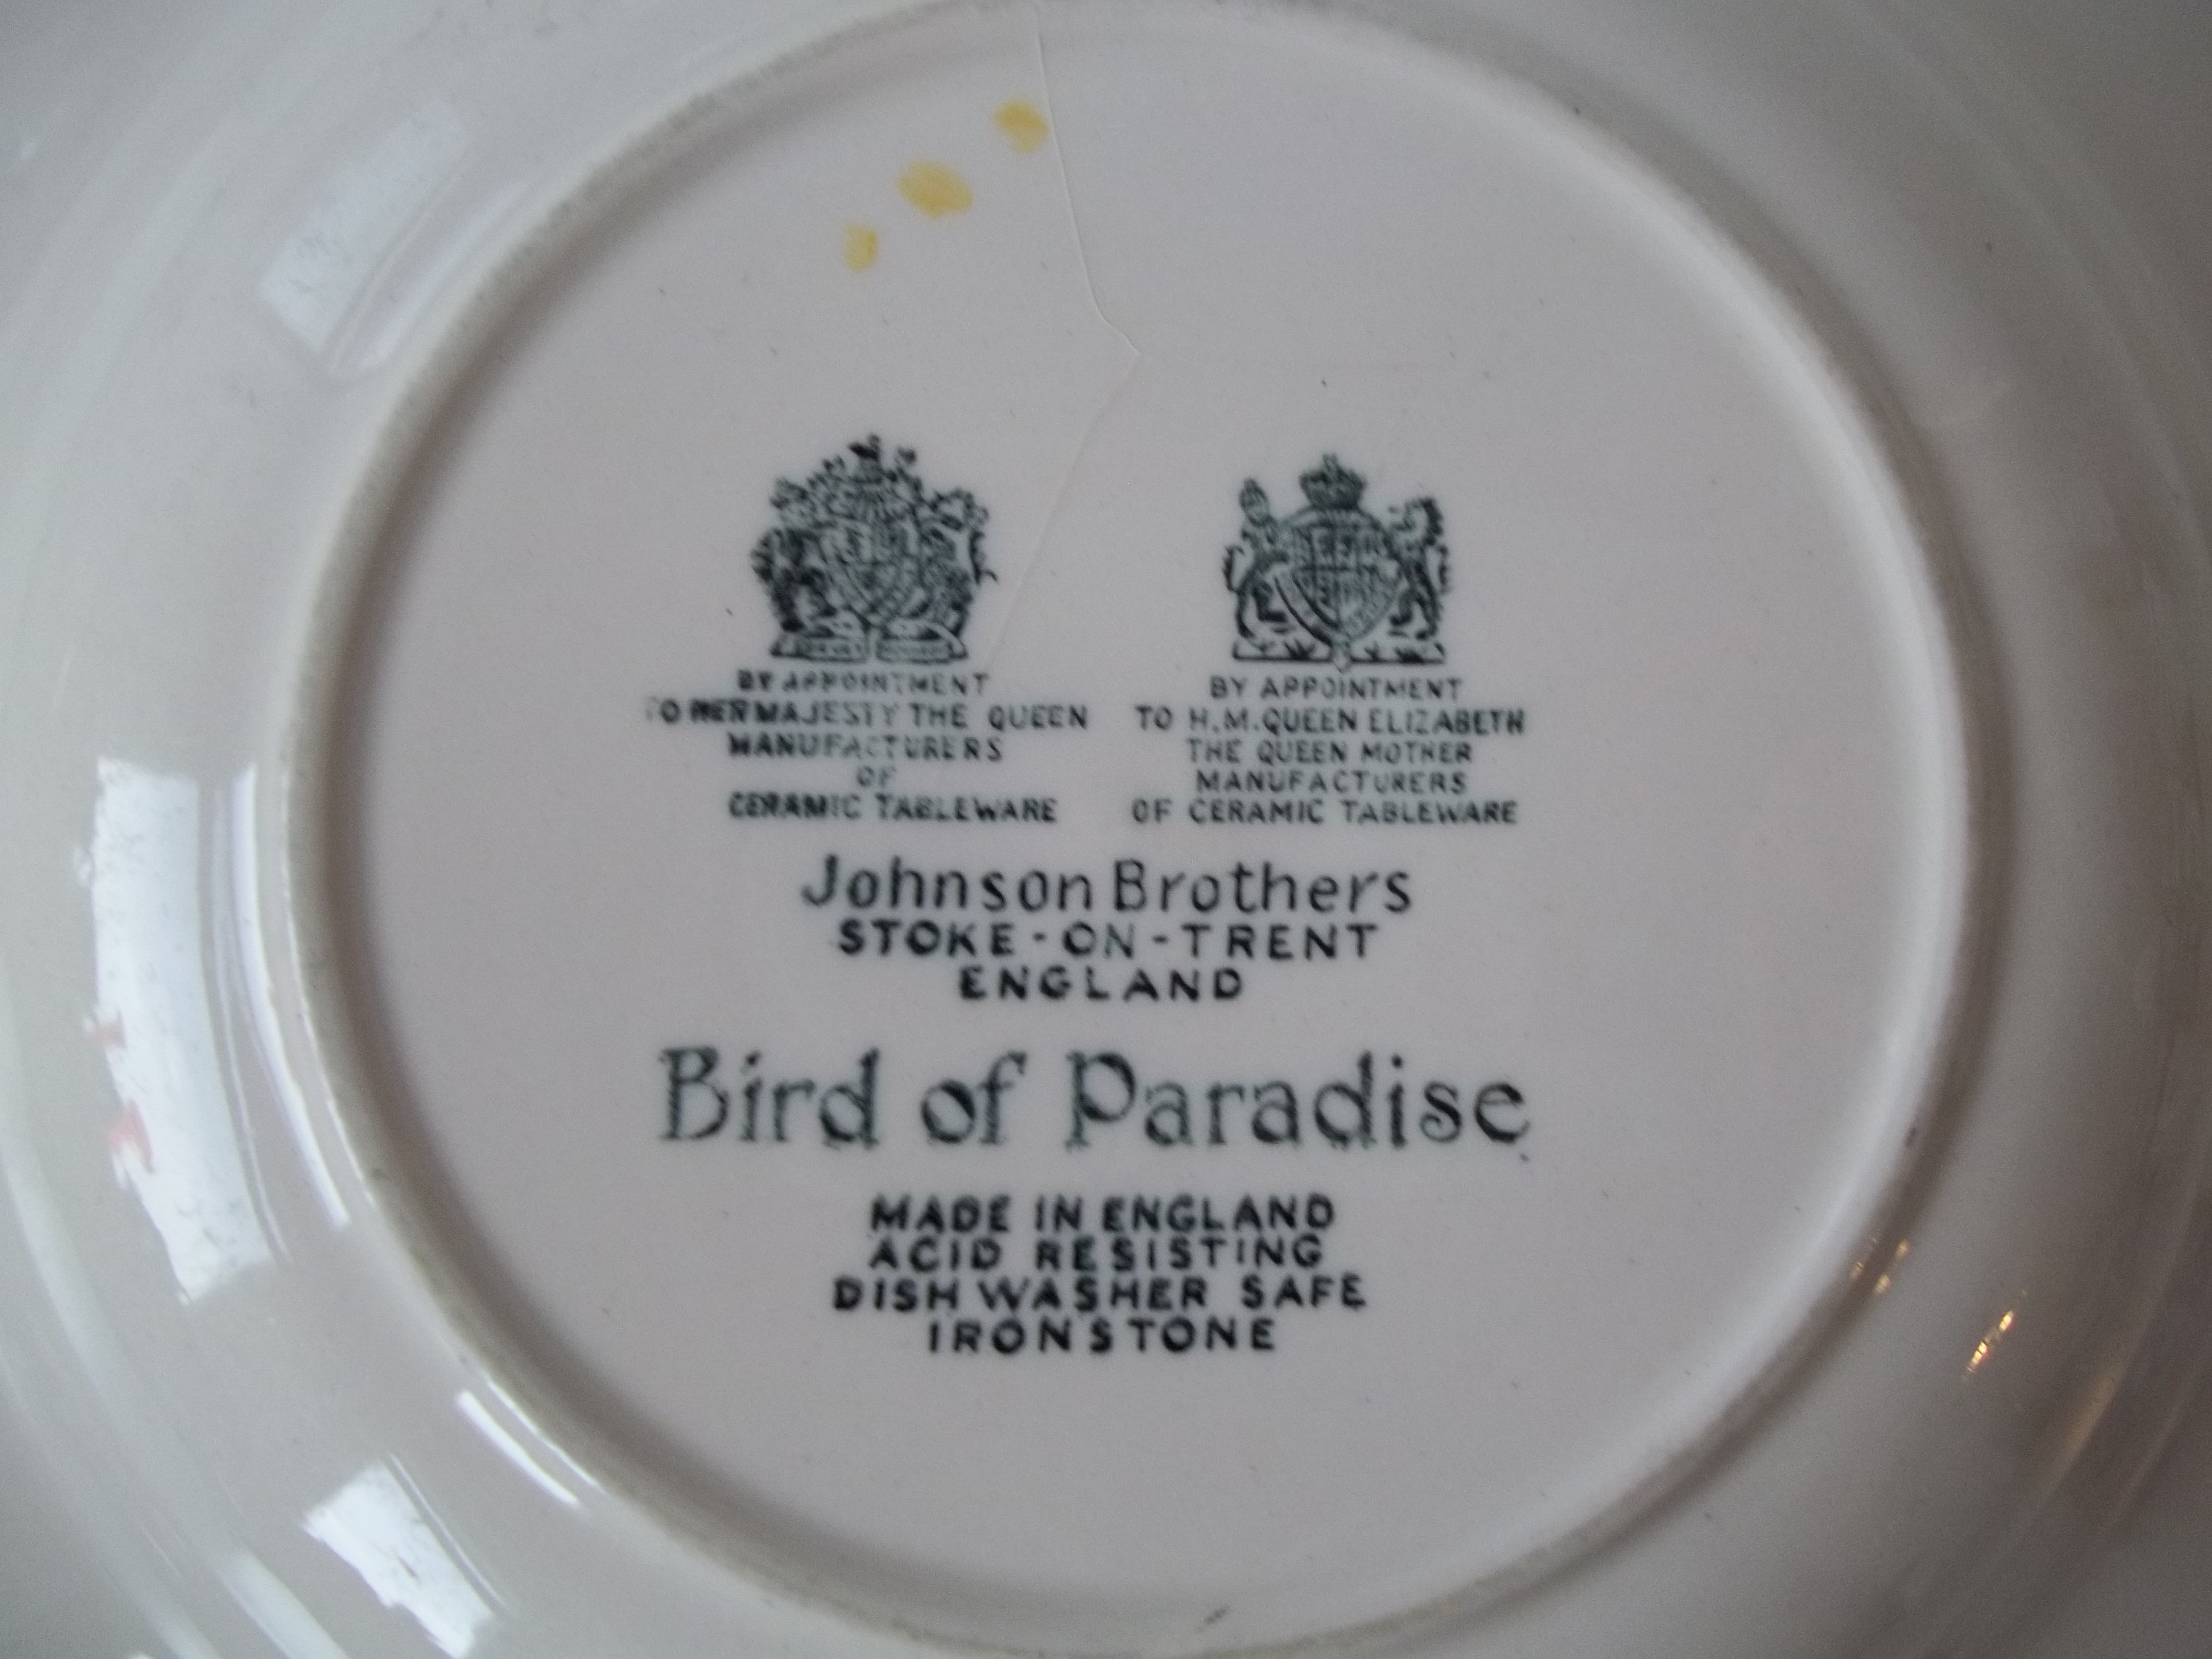 BY APPOINTMENT
TO HER MAJESTY THE QUEEN
MANUFACTURERS
OF
CERAMIC TABLEWARE
BY APPOINTMENT
TO H.M.QUEEN ELIZABETH
THE QUEEN MOTHER
MANUFACTURERS
OF CERAMIC TABLEWARE
Johnson Brothers
STOKE-ON-TRENT
ENGLAND
Bird of Paradise
MADE IN ENGLAND
ACID RESISTING
DISH WASHER SAFE
IRONSTONE